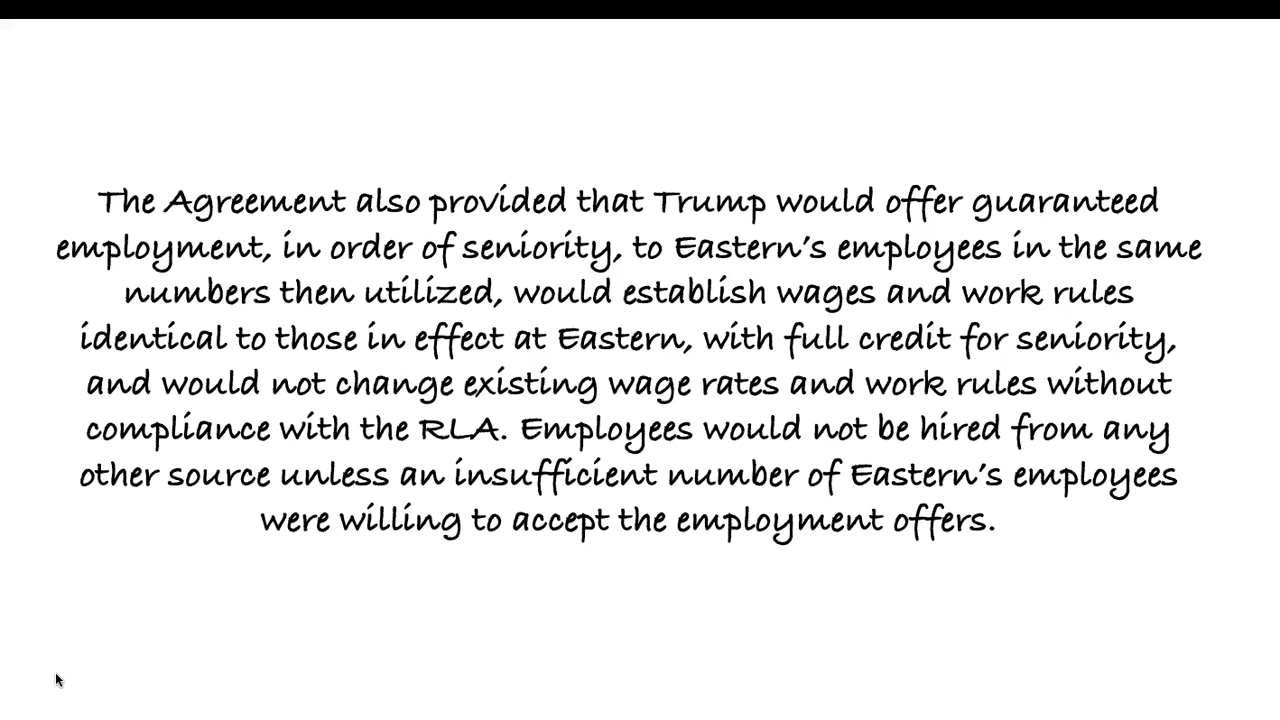 The Agreement also provided that Trump would offer guaranteed
employment, in order of seniority, to Eastern's employees in the same
numbers then utilized, would establish wages and work rules
identical to those in effect at Eastern, with full credit for seniority,
and would not change existing wage rates and work rules without
compliance with the RLA. Employees would not be hired from any
other source unless an insufficient number of Eastern's employees
were willing to accept the employment offers.